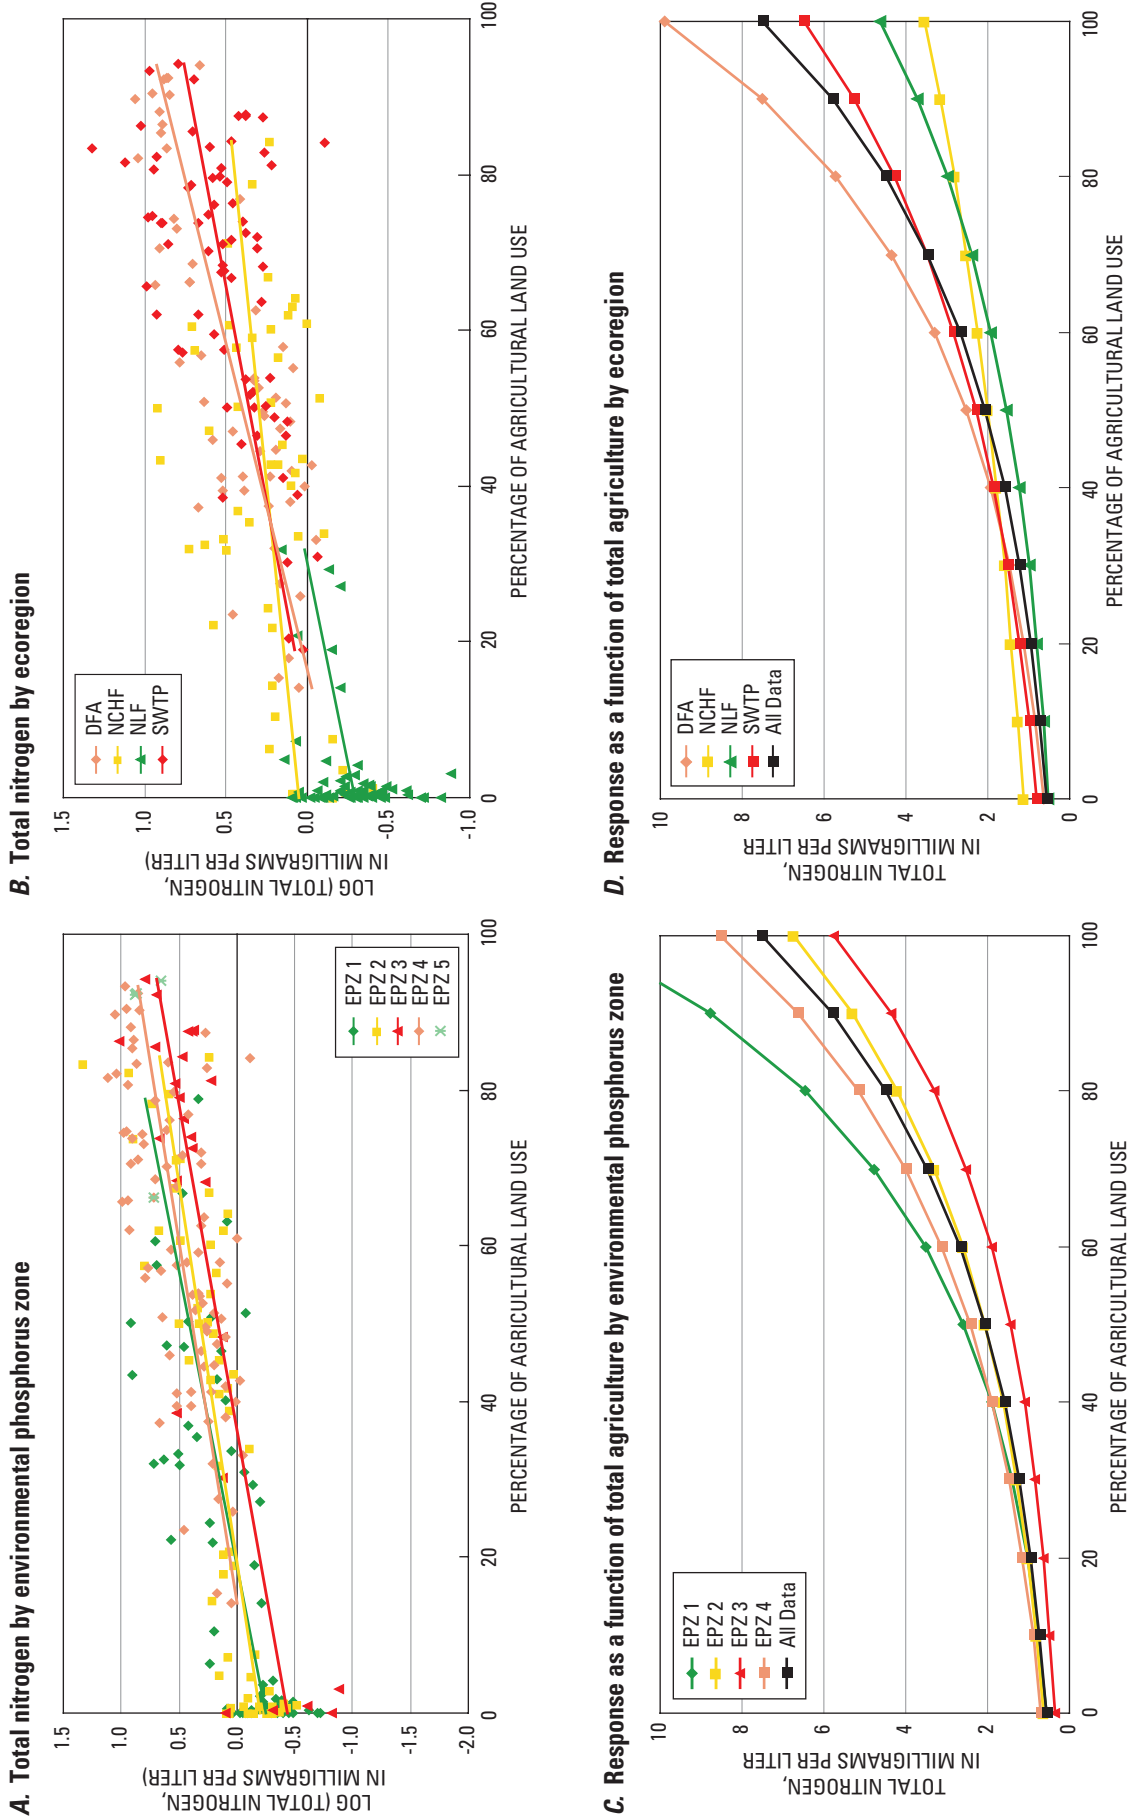 A. Total nitrogen by environmental phosphorus zone
1.5
1.0
0.5
0.0
-0.5
-1.0
-1.5
-2.0
LOG (TOTAL NITROGEN,
IN MILLIGRAMS PER LITER)
EPZ 1
EPZ 2
EPZ 3
EPZ 4
EPZ 5
0 20 40 60 80 100
PERCENTAGE OF AGRICULTURAL LAND USE
B. Total nitrogen by ecoregion
1.5
1.0
0.5
0.0
-0.5
-1.0
LOG (TOTAL NITROGEN,
IN MILLIGRAMS PER LITER)
DFA
NCHF
NLF
SWTP
0 20 40 60 80 100
PERCENTAGE OF AGRICULTURAL LAND USE
C. Response as a function of total agriculture by environmental phosphorus zone
10
8
6
4
2
0
TOTAL NITROGEN,
IN MILLIGRAMS PER LITER
EPZ 1
EPZ 2
EPZ 3
EPZ 4
All Data
0 20 40 60 80 100
PERCENTAGE OF AGRICULTURAL LAND USE
D. Response as a function of total agriculture by ecoregion
10
8
6
4
2
0
TOTAL NITROGEN,
IN MILLIGRAMS PER LITER
DFA
NCHF
NLF
SWTP
All Data
0 20 40 60 80 100
PERCENTAGE OF AGRICULTURAL LAND USE